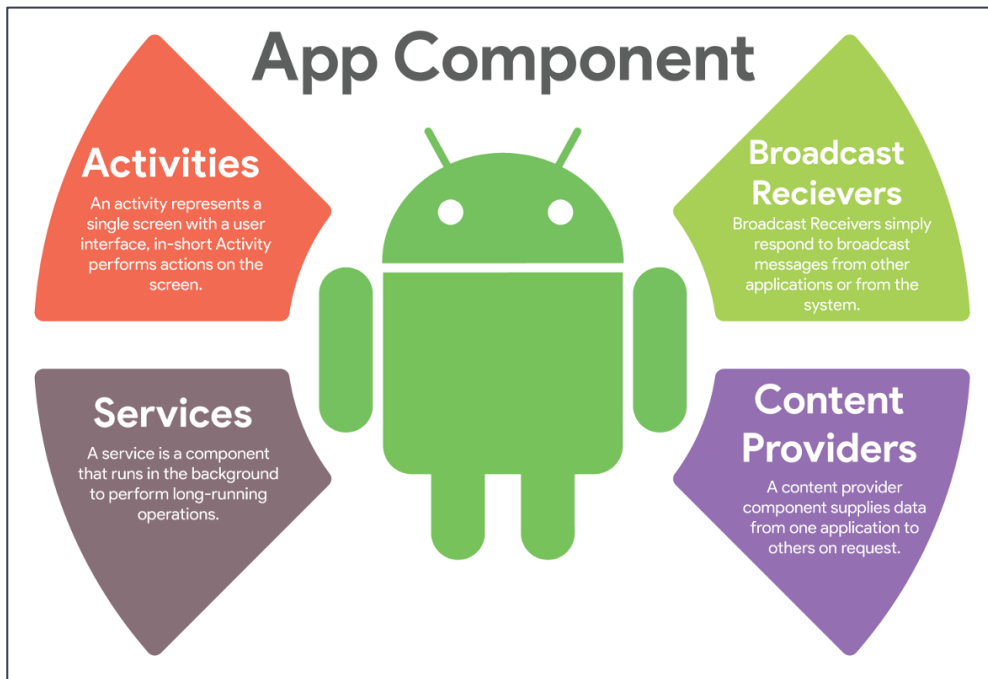 App Component
Activities
An activity represents a
single screen with a user
interface, in-short Activity
performs actions on the
screen.
Broadcast
Recievers
Broadcast Receivers simply
respond to broadcast
messages from other
applications or from the
system.
Services
A service is a component
that runs in the background
to perform long-running
operations.
Content
Providers
A content provider
component supplies data
from one application to
others on request.